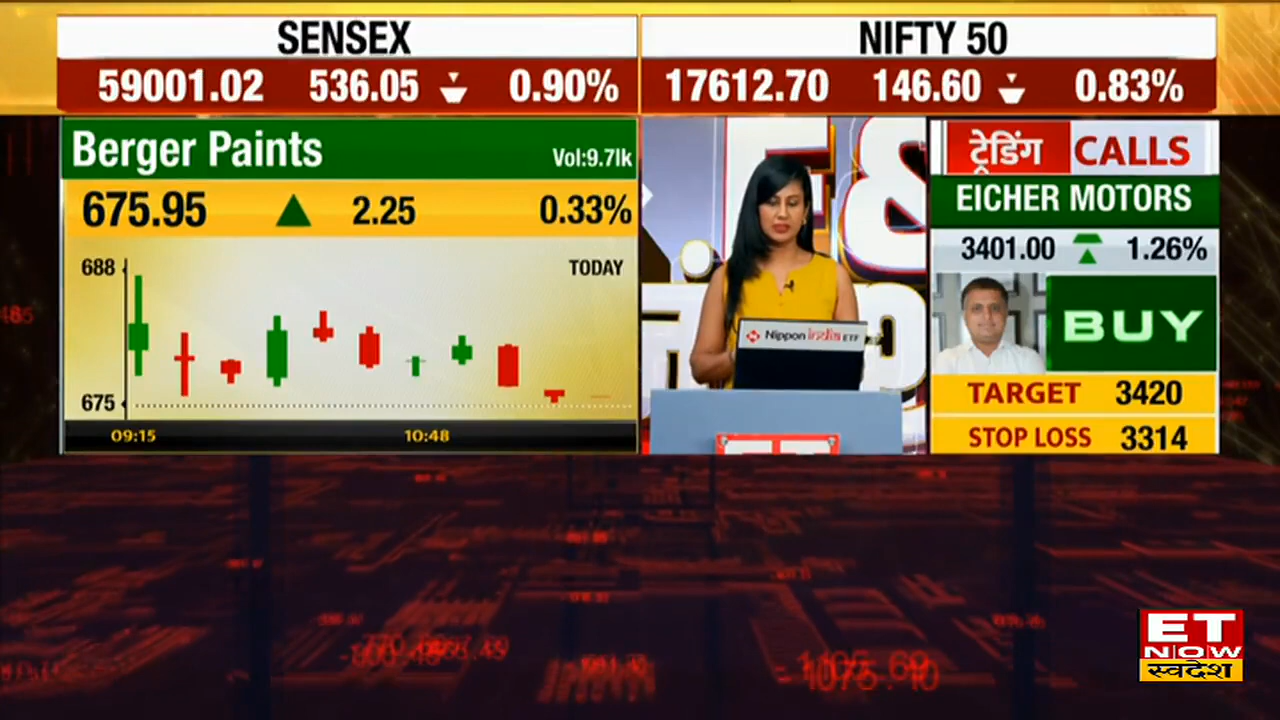 SENSEX
59001.02 536.05 0.90%
NIFTY 50
17612.70 146.60 0.83%
Berger Paints Vol:9.7lk
675.95 2.25 0.33%
688 TODAY
675
09:15 10:48
Nippon india ETF
ट्रेडिंग CALLS
EICHER MOTORS
3401.00 1.26%
BUY
TARGET 3420
STOP LOSS 3314
ET
NOW
स्वदेश